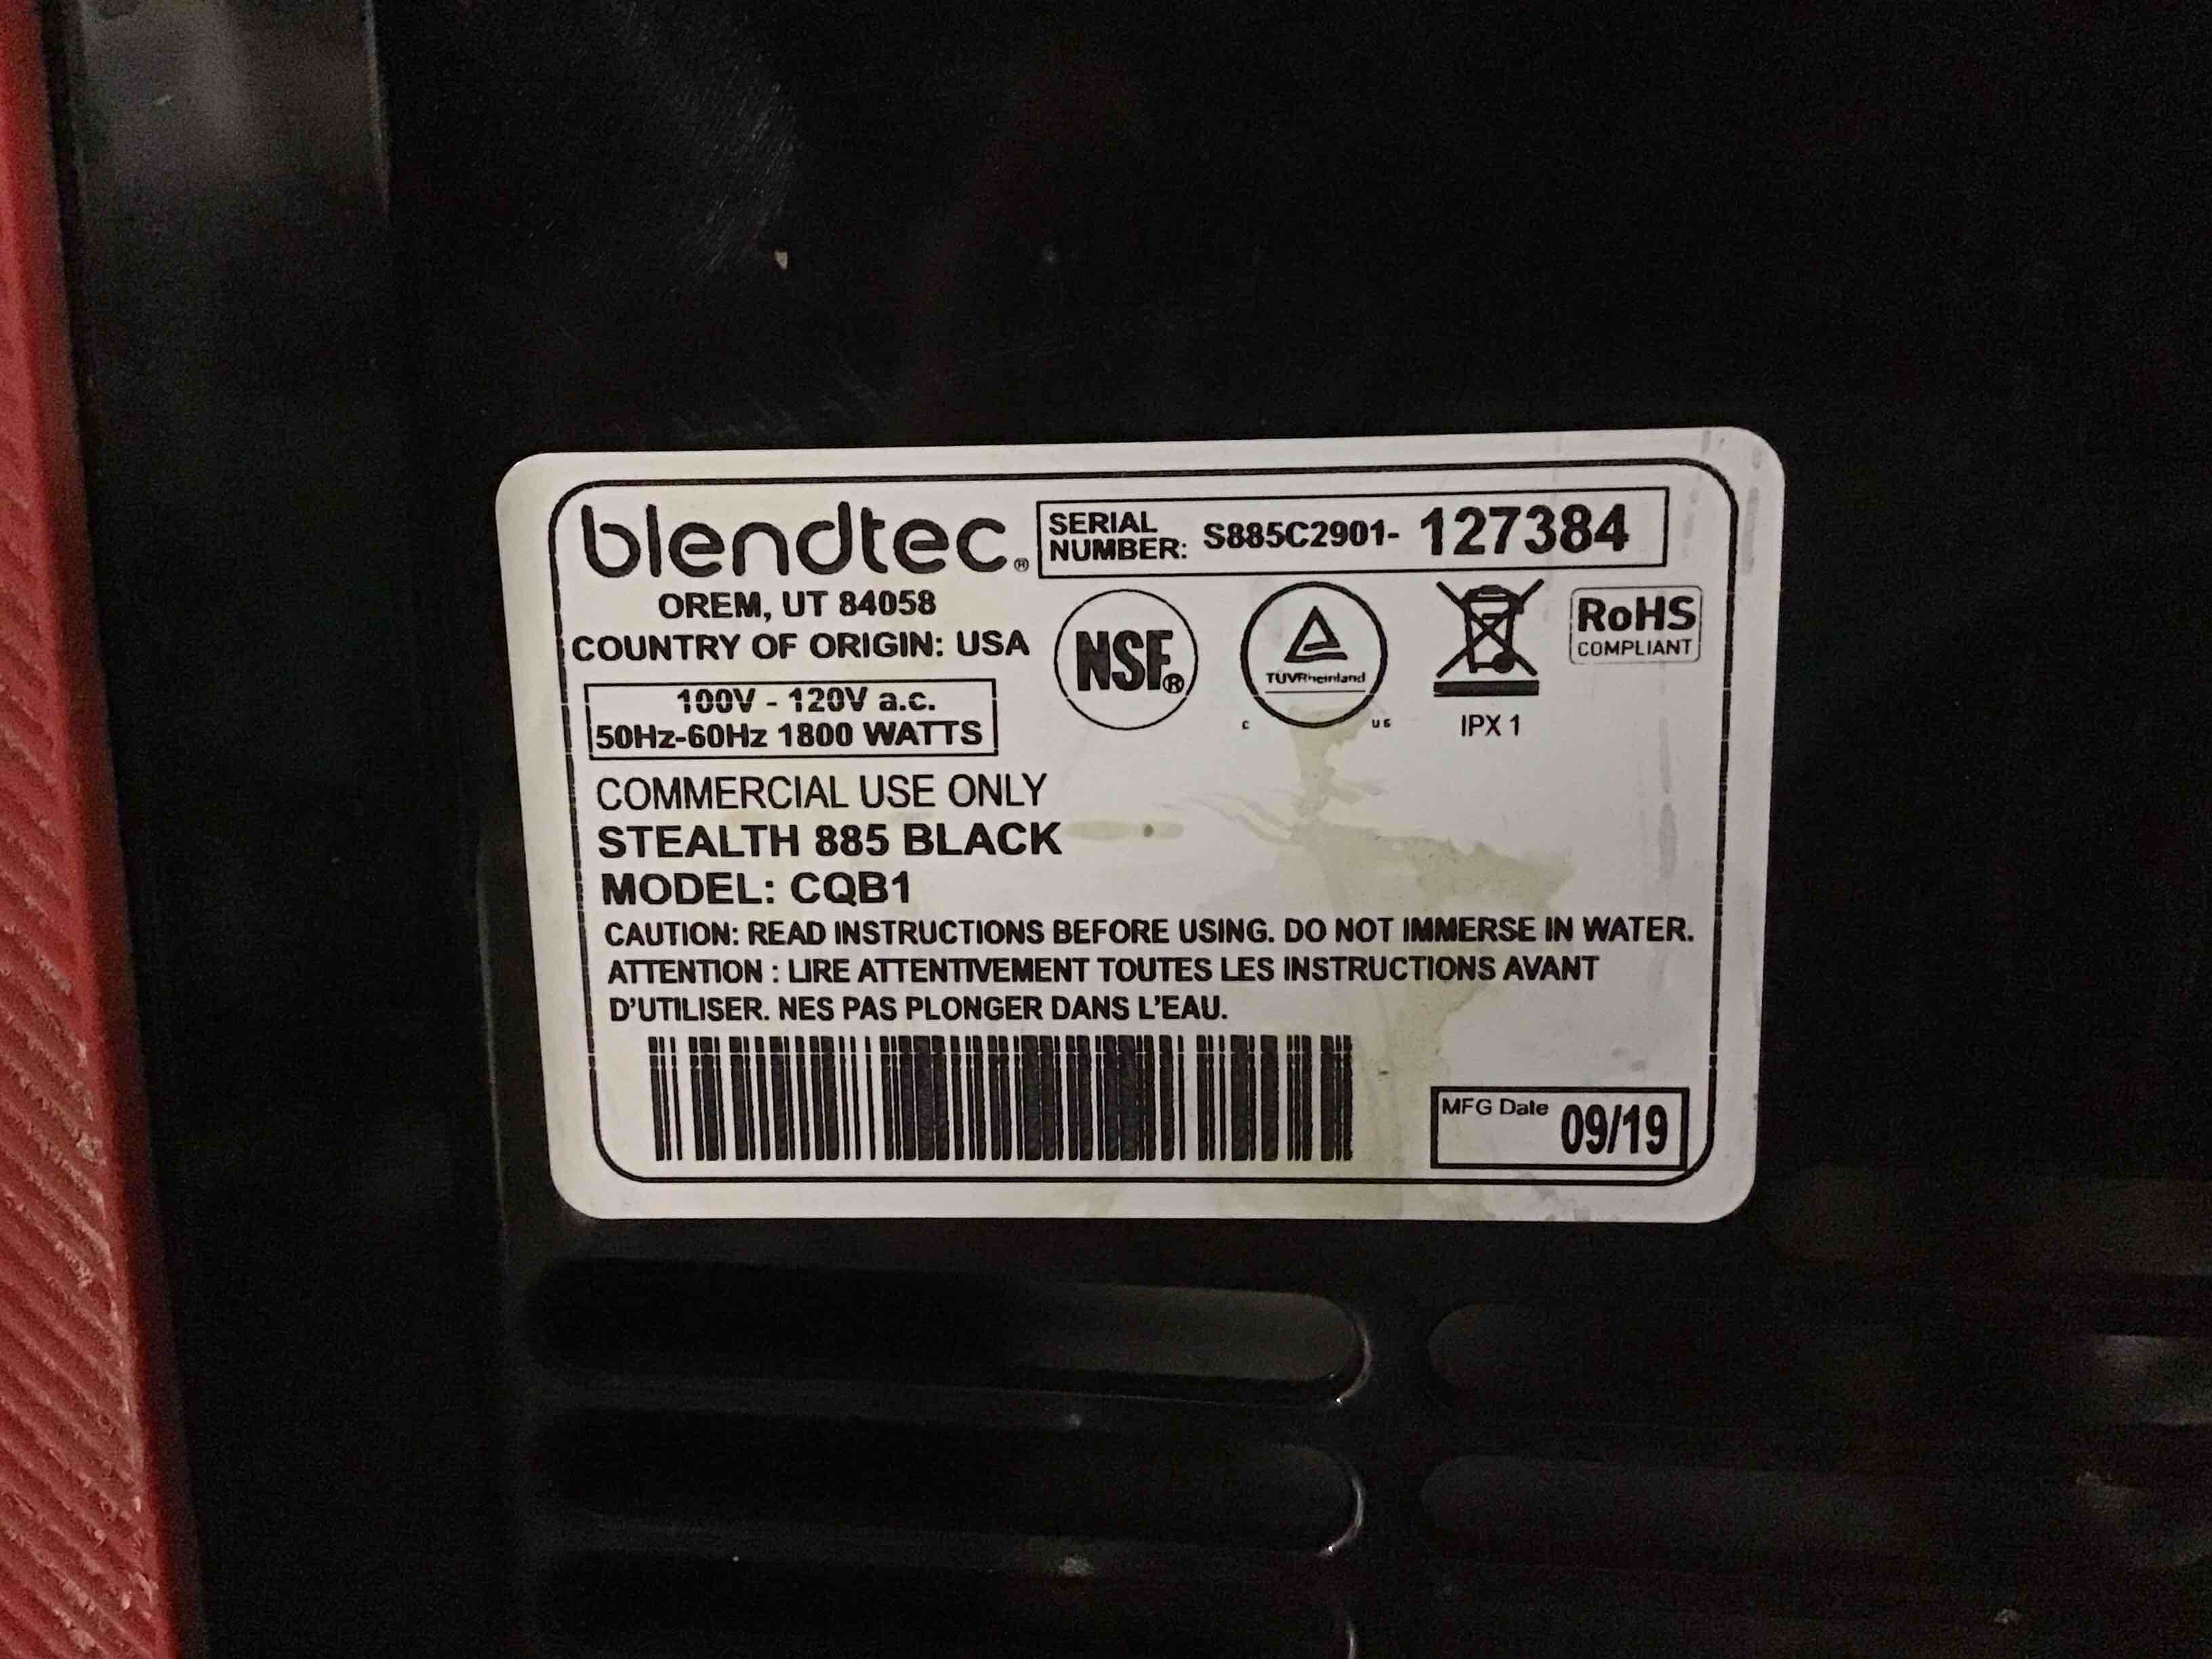 blendtec®
SERIAL NUMBER: S885C2901- 127384
OREM, UT 84058
COUNTRY OF ORIGIN: USA
100V - 120V a.c.
50Hz-60Hz 1800 WATTS
NSF®
TÜVRheinland
C US
IPX 1
RoHS
COMPLIANT
COMMERCIAL USE ONLY
STEALTH 885 BLACK
MODEL: CQB1
CAUTION: READ INSTRUCTIONS BEFORE USING. DO NOT IMMERSE IN WATER.
ATTENTION : LIRE ATTENTIVEMENT TOUTES LES INSTRUCTIONS AVANT
D'UTILISER. NES PAS PLONGER DANS L'EAU.
MFG Date 09/19